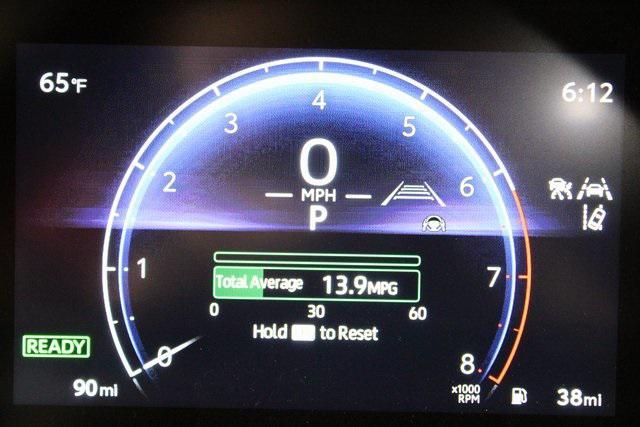 65°F
6:12
4
3
5
2
6
0
MPH
P
1
7
Total Average 13.9MPG
0 30 60
Hold to Reset
READY
0
8
x1000
RPM
90mi
38mi